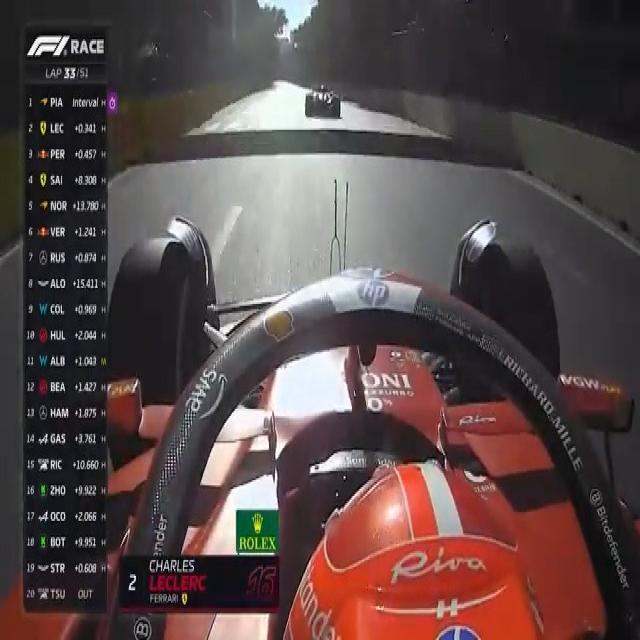 F1 RACE
LAP 33/51
1 PIA Interval H
2 LEC +0.341 H
3 PER +0.457 H
4 SAI +8.308 H
5 NOR +13.780 H
6 VER +1.241 H
7 RUS +0.874 H
8 ALO +15.411 H
9 COL +0.969 H
10 HUL +2.044 H
11 ALB +1.043 M
12 BEA +1.427 H
13 HAM +1.875 H
14 GAS +3.761 H
15 RIC +10.660 H
16 ZHO +9.922 H
17 OCO +2.066 H
18 BOT +9.951 H
19 STR +0.608 H
20 TSU OUT
hp
RICHARD MILLE
Bitdefender
VGW
Riva
Riva
ROLEX
2 CHARLES
LECLERC 16
FERRARI